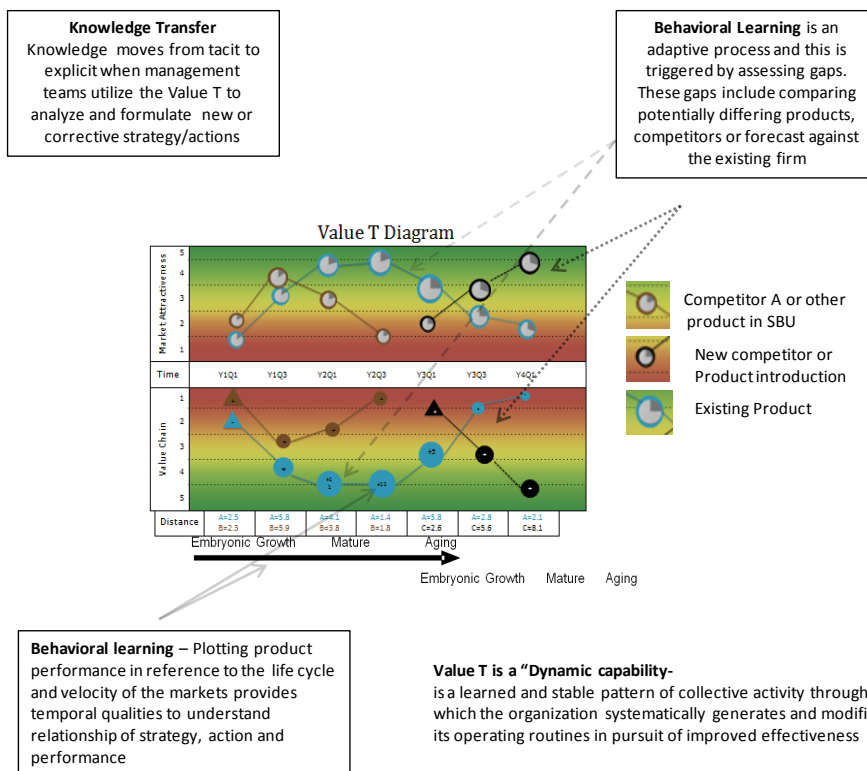 Knowledge Transfer
Knowledge moves from tacit to
explicit when management
teams utilize the Value T to
analyze and formulate new or
corrective strategy/actions
Behavioral Learning is an
adaptive process and this is
triggered by assessing gaps.
These gaps include comparing
potentially differing products,
competitors or forecast against
the existing firm
Value T Diagram
Market Attractiveness
5
4
3
2
1
Time Y1Q1 Y1Q3 Y2Q1 Y2Q3 Y3Q1 Y3Q3 Y4Q1
Value Chain
1
2
3
4
5
Distance A=2.5 A=5.8 A=4.1 A=1.4 A=5.8 A=2.8 A=2.1
B=2.3 B=5.9 B=3.8 B=1.8 C=2.6 C=5.6 C=8.1
Embryonic Growth Mature Aging
Embryonic Growth Mature Aging
Competitor A or other
product in SBU
New competitor or
Product introduction
Existing Product
Behavioral learning – Plotting product
performance in reference to the life cycle
and velocity of the markets provides
temporal qualities to understand
relationship of strategy, action and
performance
Value T is a “Dynamic capability-
is a learned and stable pattern of collective activity through
which the organization systematically generates and modifi
its operating routines in pursuit of improved effectiveness